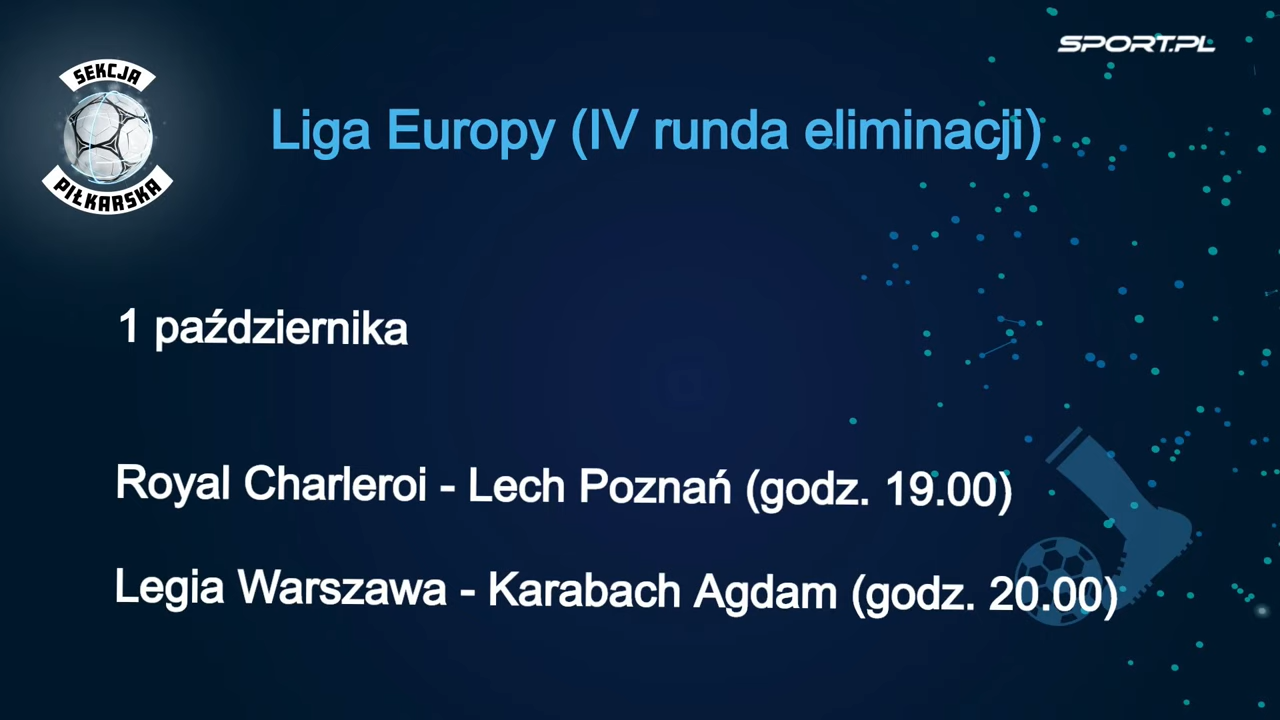 SPORT.PL
SEKCJA
PIŁKARSKA
Liga Europy (IV runda eliminacji)
1 października
Royal Charleroi - Lech Poznań (godz. 19.00)
Legia Warszawa - Karabach Agdam (godz. 20.00)